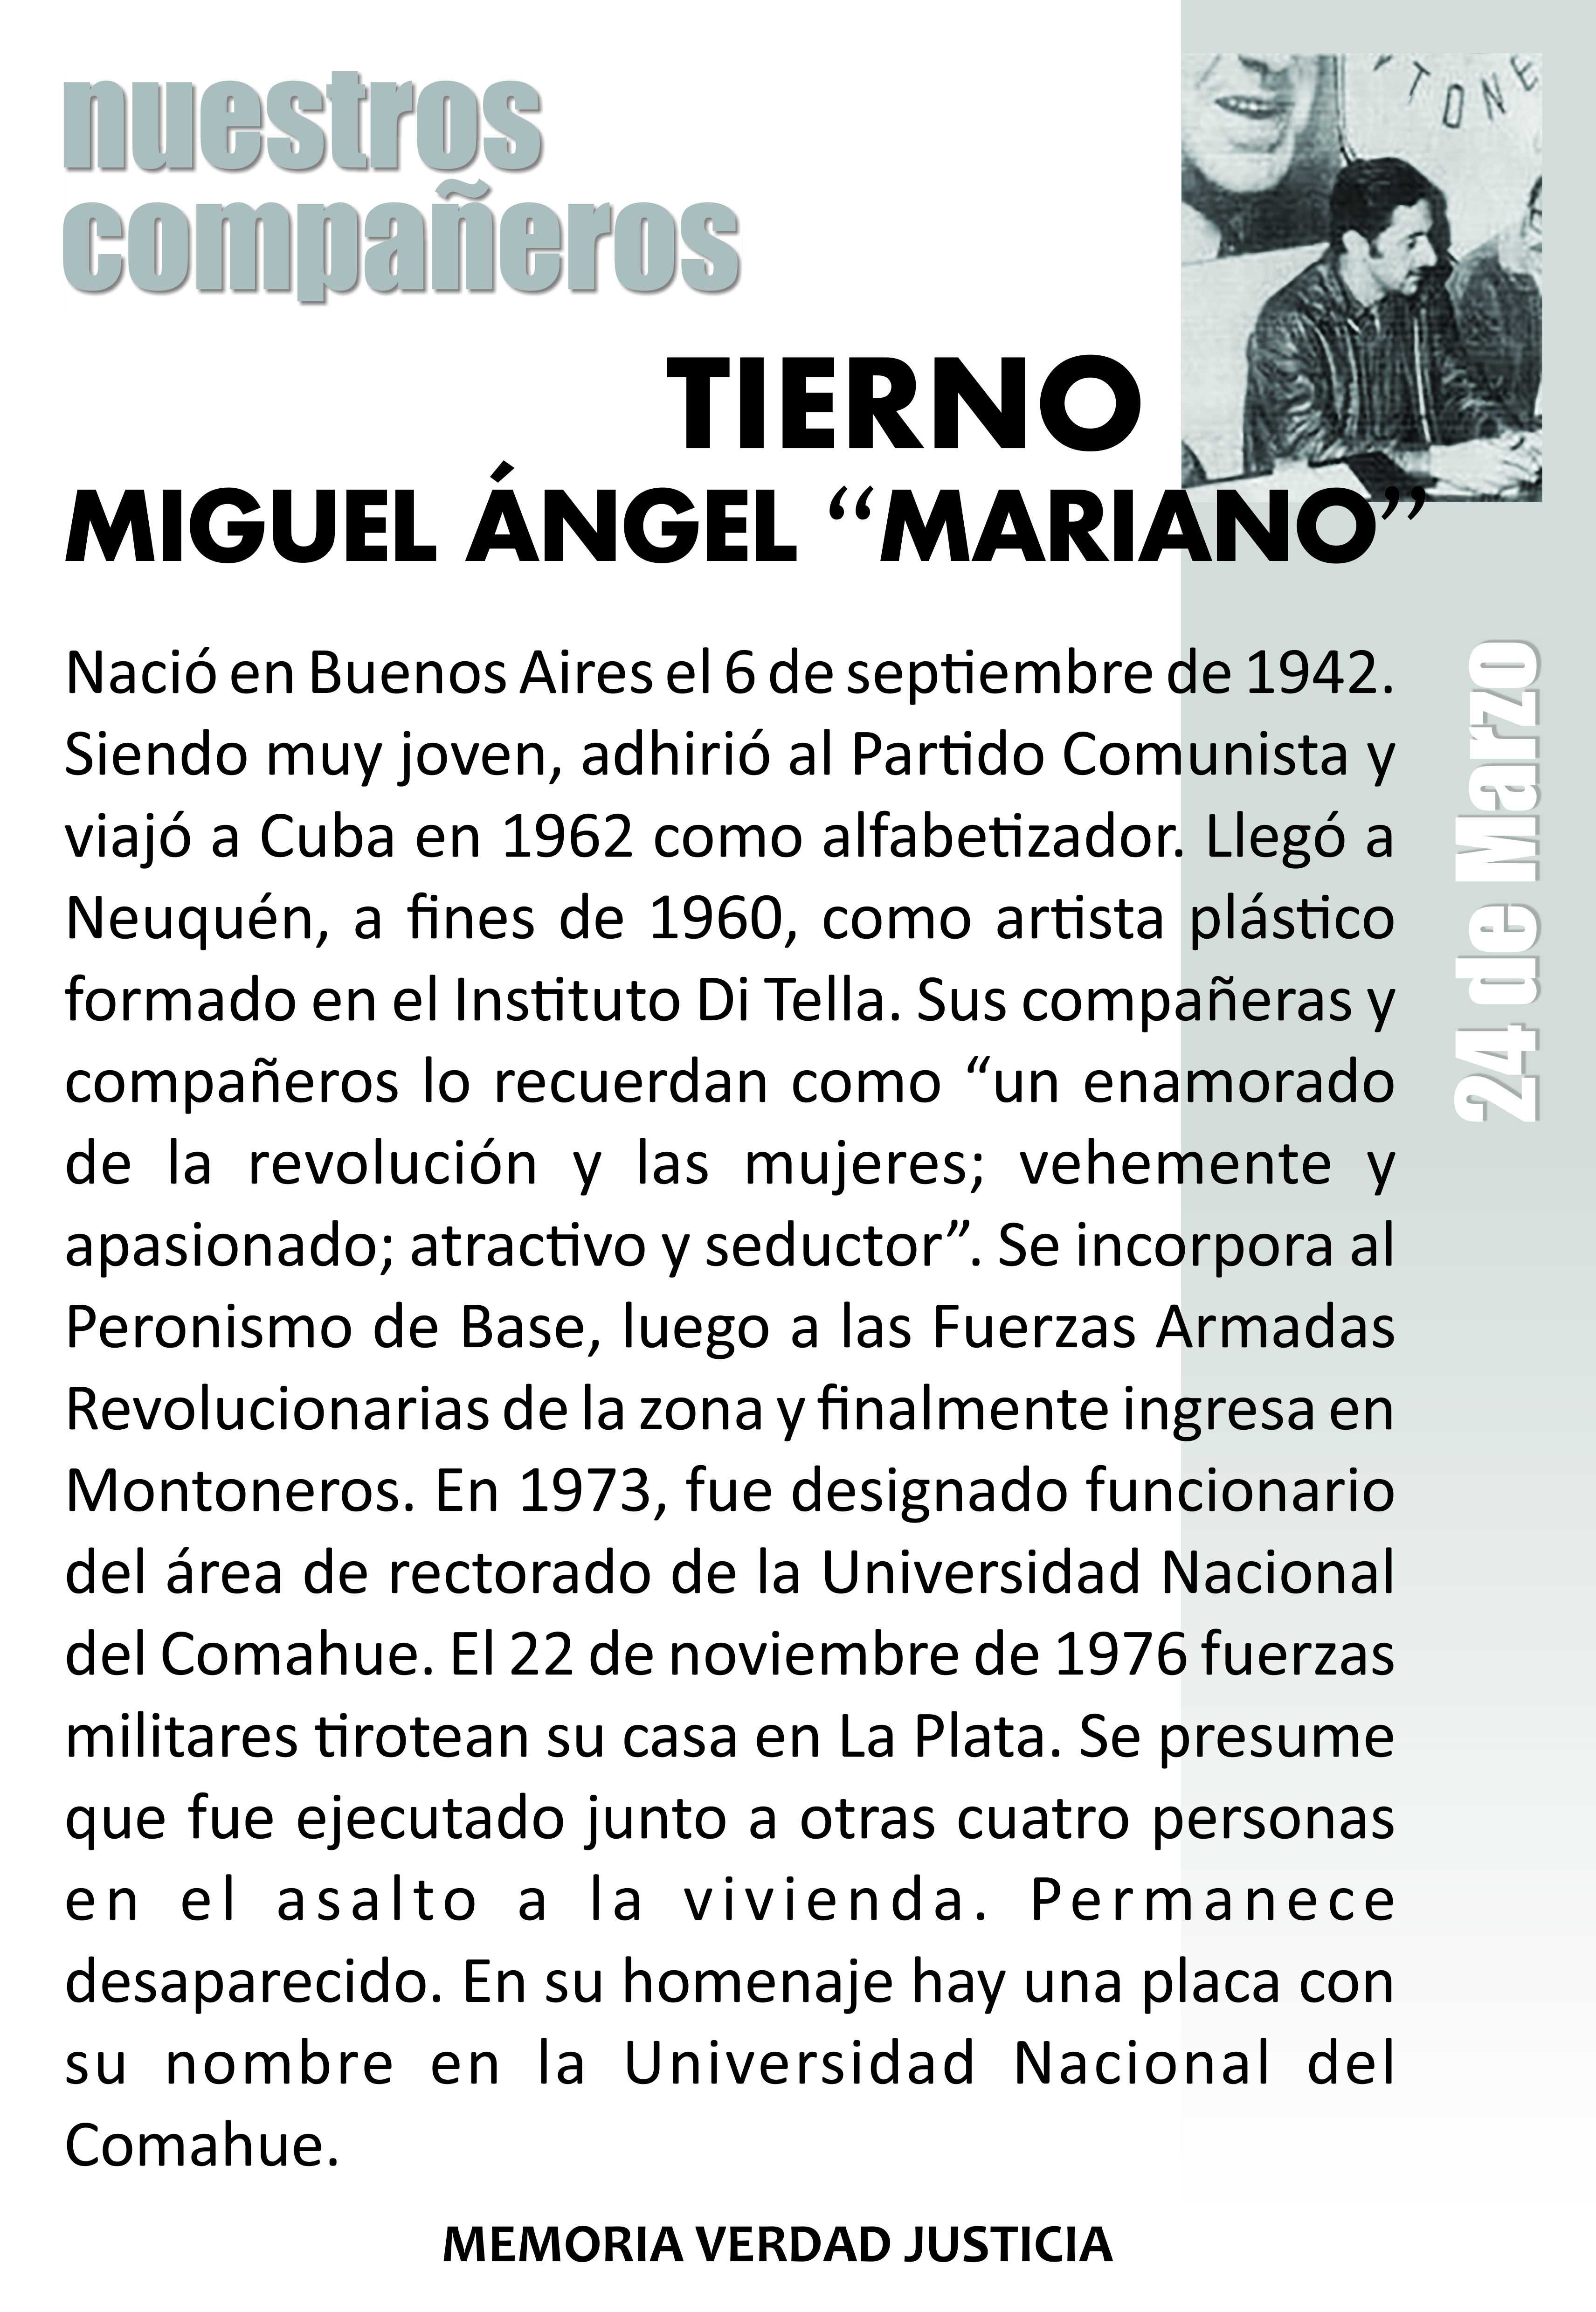 nuestros
compañeros
TONE
TIERNO
MIGUEL ÁNGEL “MARIANO”
Nació en Buenos Aires el 6 de septiembre de 1942.
Siendo muy joven, adhirió al Partido Comunista y
viajó a Cuba en 1962 como alfabetizador. Llegó a
Neuquén, a fines de 1960, como artista plástico
formado en el Instituto Di Tella. Sus compañeras y
compañeros lo recuerdan como “un enamorado
de la revolución y las mujeres; vehemente y
apasionado; atractivo y seductor”. Se incorpora al
Peronismo de Base, luego a las Fuerzas Armadas
Revolucionarias de la zona y finalmente ingresa en
Montoneros. En 1973, fue designado funcionario
del área de rectorado de la Universidad Nacional
del Comahue. El 22 de noviembre de 1976 fuerzas
militares tirotean su casa en La Plata. Se presume
que fue ejecutado junto a otras cuatro personas
en el asalto a la vivienda. Permanece
desaparecido. En su homenaje hay una placa con
su nombre en la Universidad Nacional del
Comahue.
24 de Marzo
MEMORIA VERDAD JUSTICIA